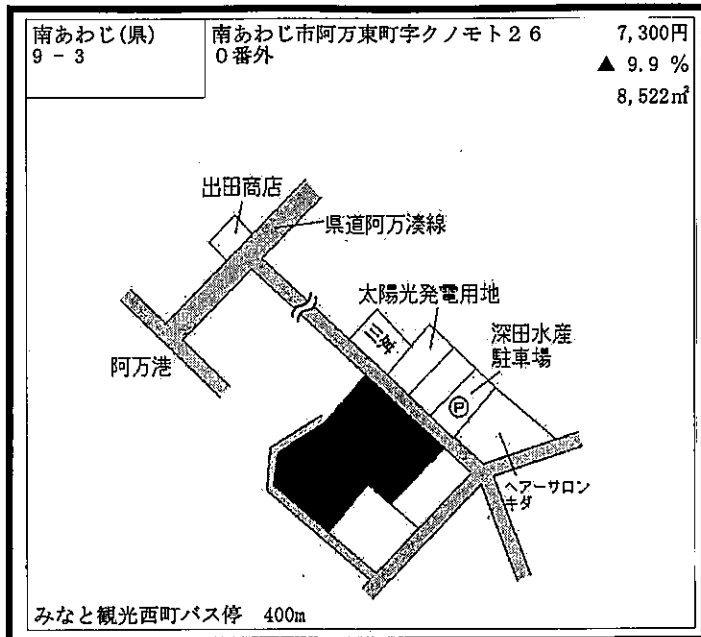 南あわじ(県)
9 - 3
南あわじ市阿万東町字クノモト26
0番外
7,300円
▲ 9.9 %
8,522㎡
出田商店
県道阿万湊線
太陽光発電用地
三宅
深田水産
駐車場
阿万港
P
ヘアーサロン
キダ
みなと観光西町バス停 400m